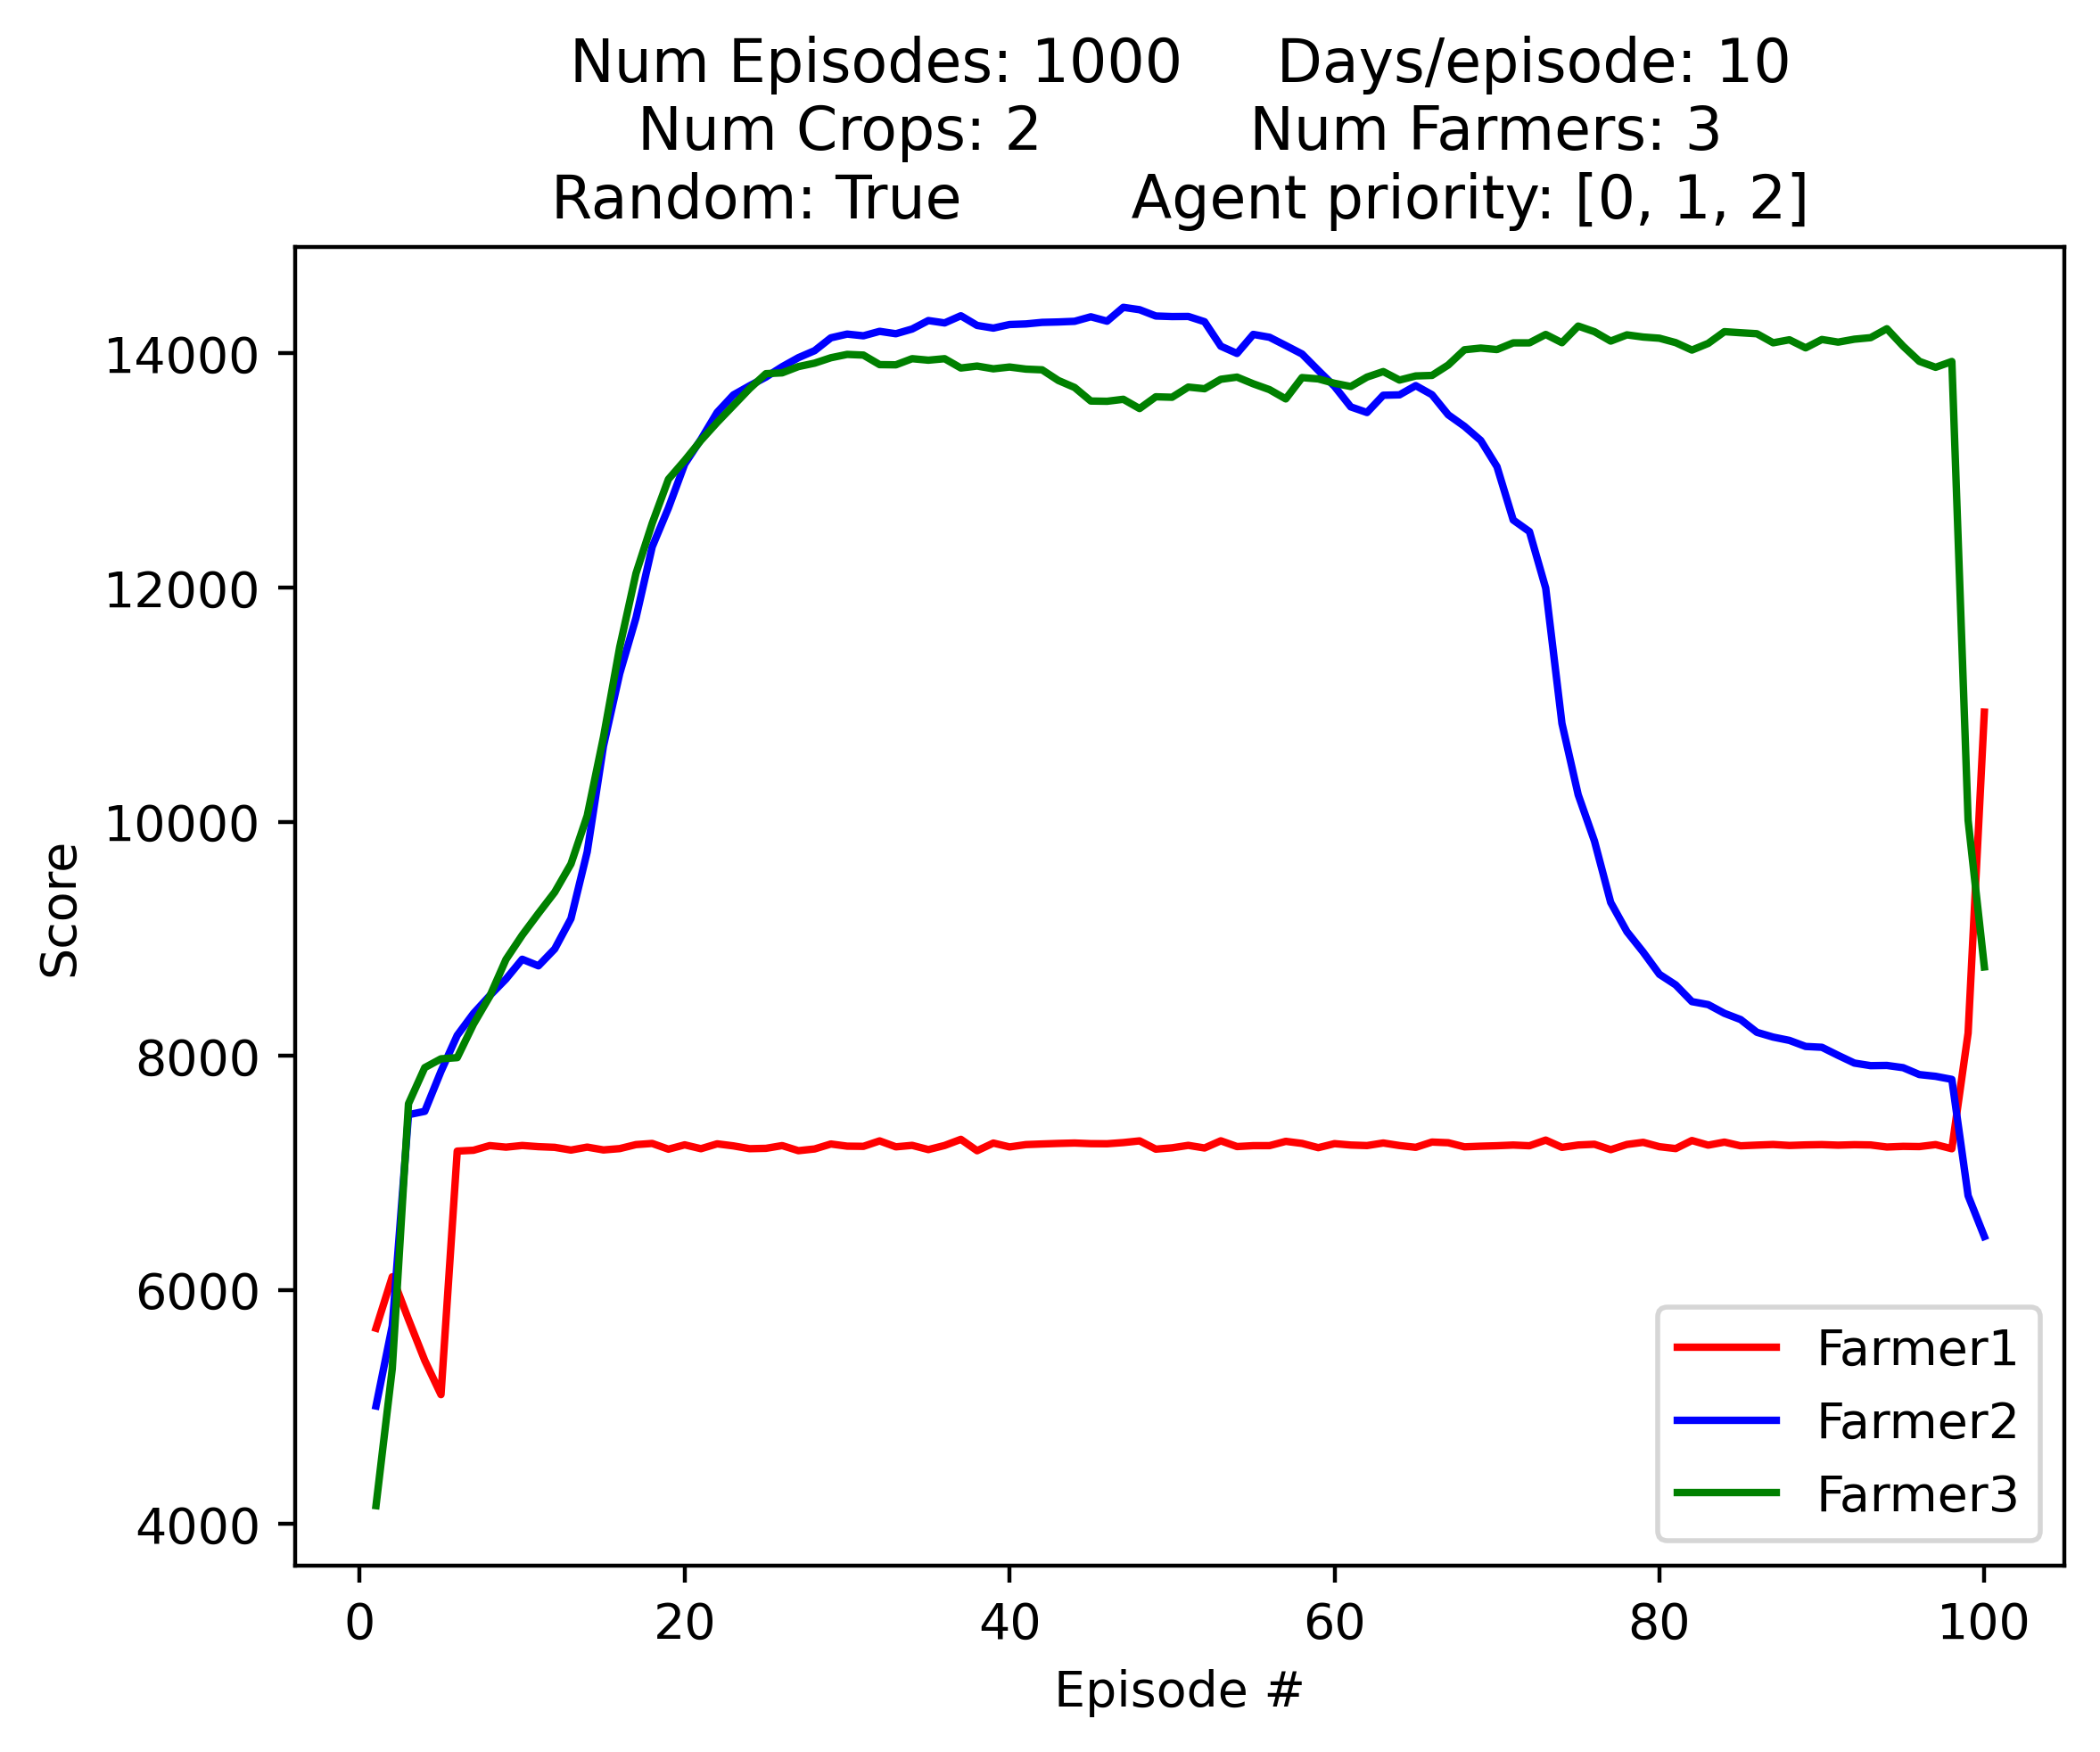 Num Episodes: 1000 Days/episode: 10
Num Crops: 2 Num Farmers: 3
Random: True Agent priority: [0, 1, 2]
Score
14000
12000
10000
8000
6000
4000
0 20 40 60 80 100
Episode #
Farmer1
Farmer2
Farmer3